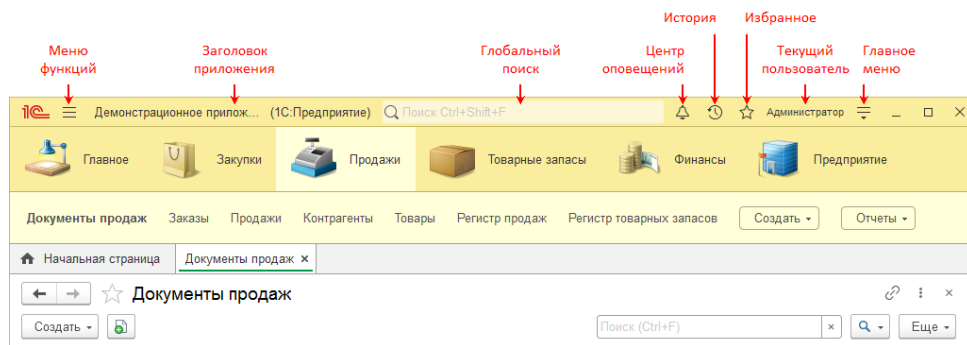 История Избранное
Меню Заголовок Глобальный Центр Текущий Главное
функций приложения поиск оповещений пользователь меню
1С Демонстрационное прилож... (1С:Предприятие) Поиск Ctrl+Shift+F Администратор
Главное Закупки Продажи Товарные запасы Финансы Предприятие
Документы продаж Заказы Продажи Контрагенты Товары Регистр продаж Регистр товарных запасов Создать Отчеты
Начальная страница Документы продаж ×
Документы продаж
Создать Поиск (Ctrl+F) × Еще